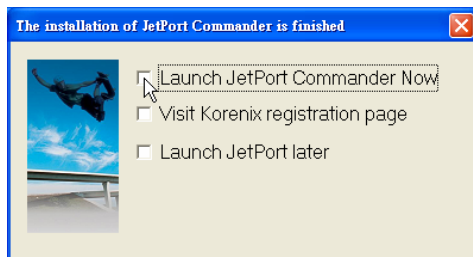 The installation of JetPort Commander is finished
Launch JetPort Commander Now
Visit Korenix registration page
Launch JetPort later